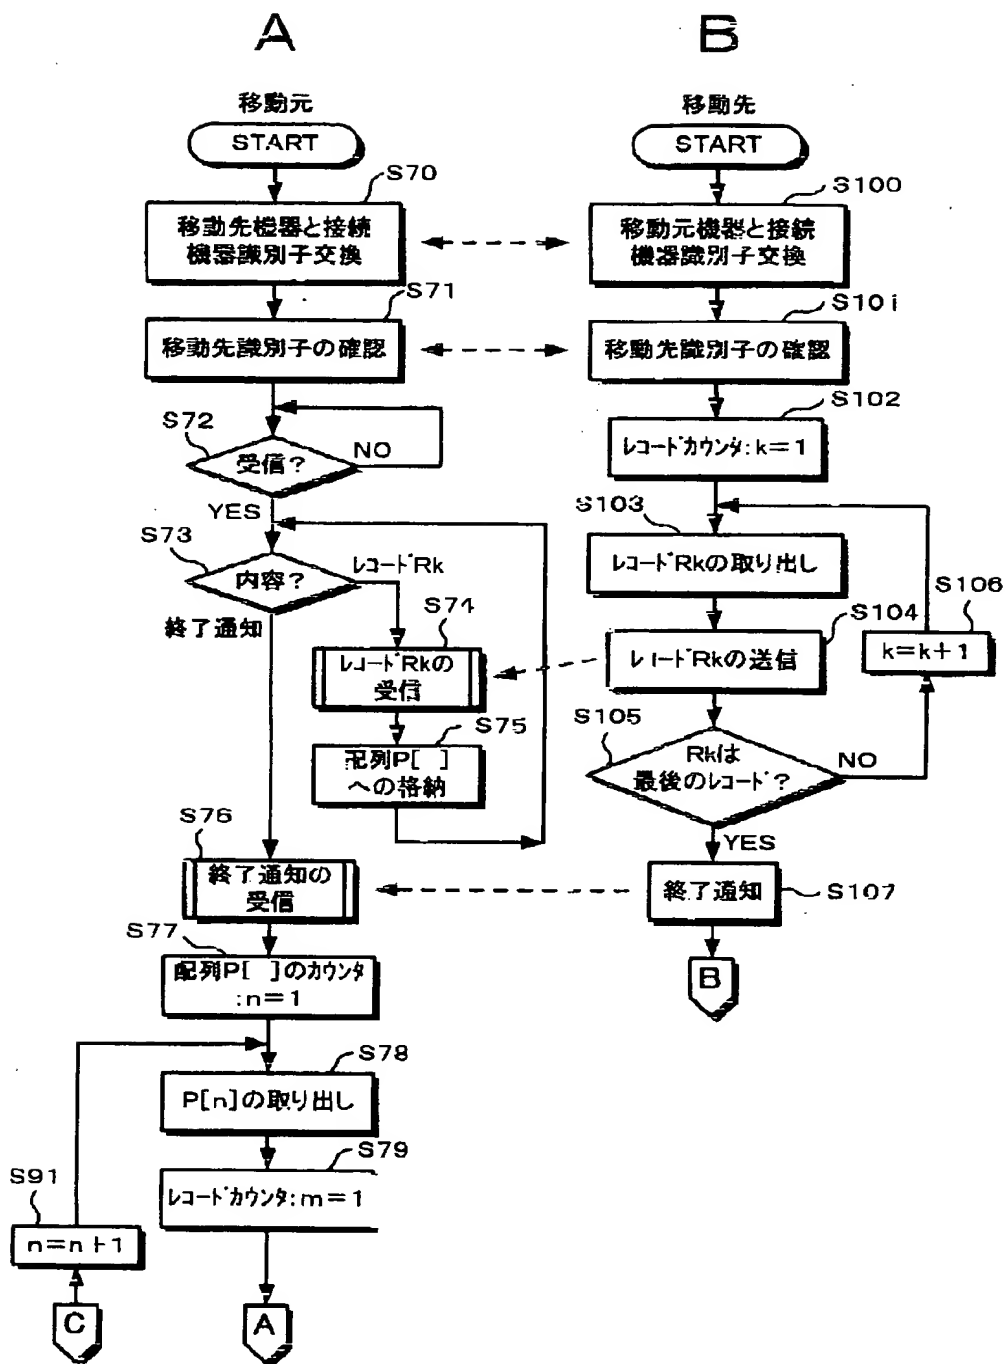 A
移動元
START
S70
移動先機器と接続
機器識別子交換
S71
移動先識別子の確認
S72
受信?
NO
YES
S73
内容?
レコードRk
終了通知
S74
レコードRkの
受信
S75
配列P[ ]
への格納
S76
終了通知の
受信
S77
配列P[ ]のカウンタ
:n=1
S78
P[n]の取り出し
S79
レコードカウンタ:m=1
S91
n=n+1
C
A
B
移動先
START
S100
移動元機器と接続
機器識別子交換
S101
移動先識別子の確認
S102
レコードカウンタ:k=1
S103
レコードRkの取り出し
S104
レコードRkの送信
S106
k=k+1
S105
Rkは
最後のレコード?
NO
YES
終了通知
S107
B